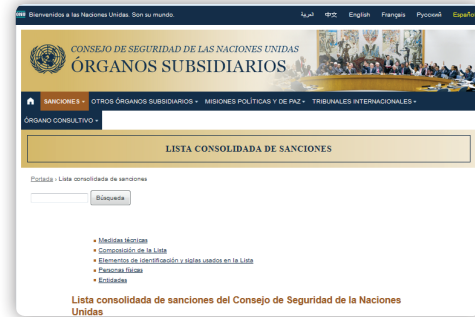 Bienvenidos a las Naciones Unidas. Son su mundo.
العربية 中文 English Français Русский Español
CONSEJO DE SEGURIDAD DE LAS NACIONES UNIDAS
ÓRGANOS SUBSIDIARIOS
SANCIONES OTROS ÓRGANOS SUBSIDIARIOS MISIONES POLÍTICAS Y DE PAZ TRIBUNALES INTERNACIONALES
ÓRGANO CONSULTIVO
LISTA CONSOLIDADA DE SANCIONES
Portada › Lista consolidada de sanciones
Búsqueda
Medidas técnicas
Composición de la Lista
Elementos de identificación y siglas usados en la Lista
Personas físicas
Entidades
Lista consolidada de sanciones del Consejo de Seguridad de la Naciones
Unidas